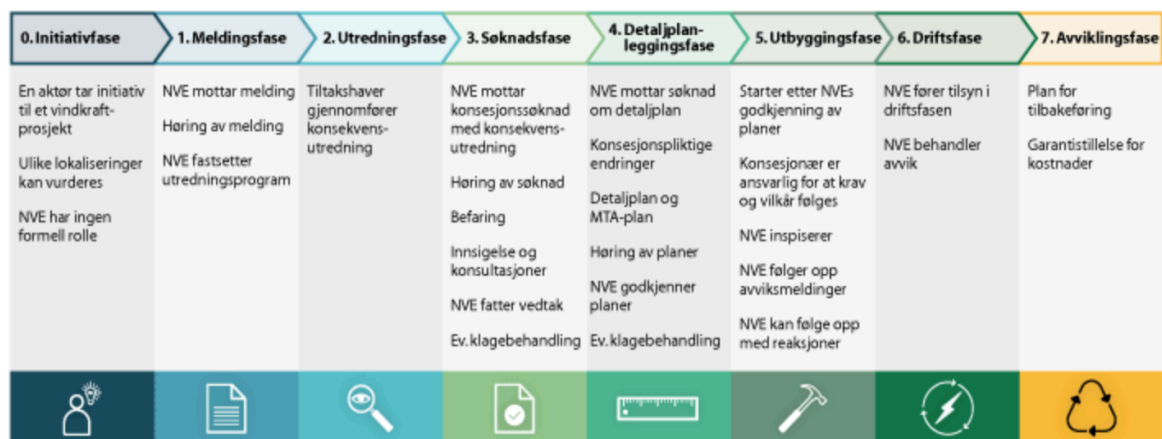 0. Initiativfase
1. Meldingsfase
2. Utredningsfase
3. Søknadsfase
4. Detaljplan-
leggingsfase
5. Utbyggingsfase
6. Driftsfase
7. Avviklingsfase
En aktør tar initiativ
til et vindkraft-
prosjekt
Ulike lokaliseringer
kan vurderes
NVE har ingen
formell rolle
NVE mottar melding
Høring av melding
NVE fastsetter
utredningsprogram
Tiltakshaver
gjennomfører
konsekvens-
utredning
NVE mottar
konsesjonssøknad
med konsekvens-
utredning
Høring av søknad
Befaring
Innsigelse og
konsultasjoner
NVE fatter vedtak
Ev. klagebehandling
NVE mottar søknad
om detaljplan
Konsesjonspliktige
endringer
Detaljplan og
MTA-plan
Høring av planer
NVE godkjenner
planer
Ev. klagebehandling
Starter etter NVEs
godkjenning av
planer
Konsesjonær er
ansvarlig for at krav
og vilkår følges
NVE inspiserer
NVE følger opp
avviksmeldinger
NVE kan følge opp
med reaksjoner
NVE fører tilsyn i
driftsfasen
NVE behandler
avvik
Plan for
tilbakeføring
Garantistillelse for
kostnader